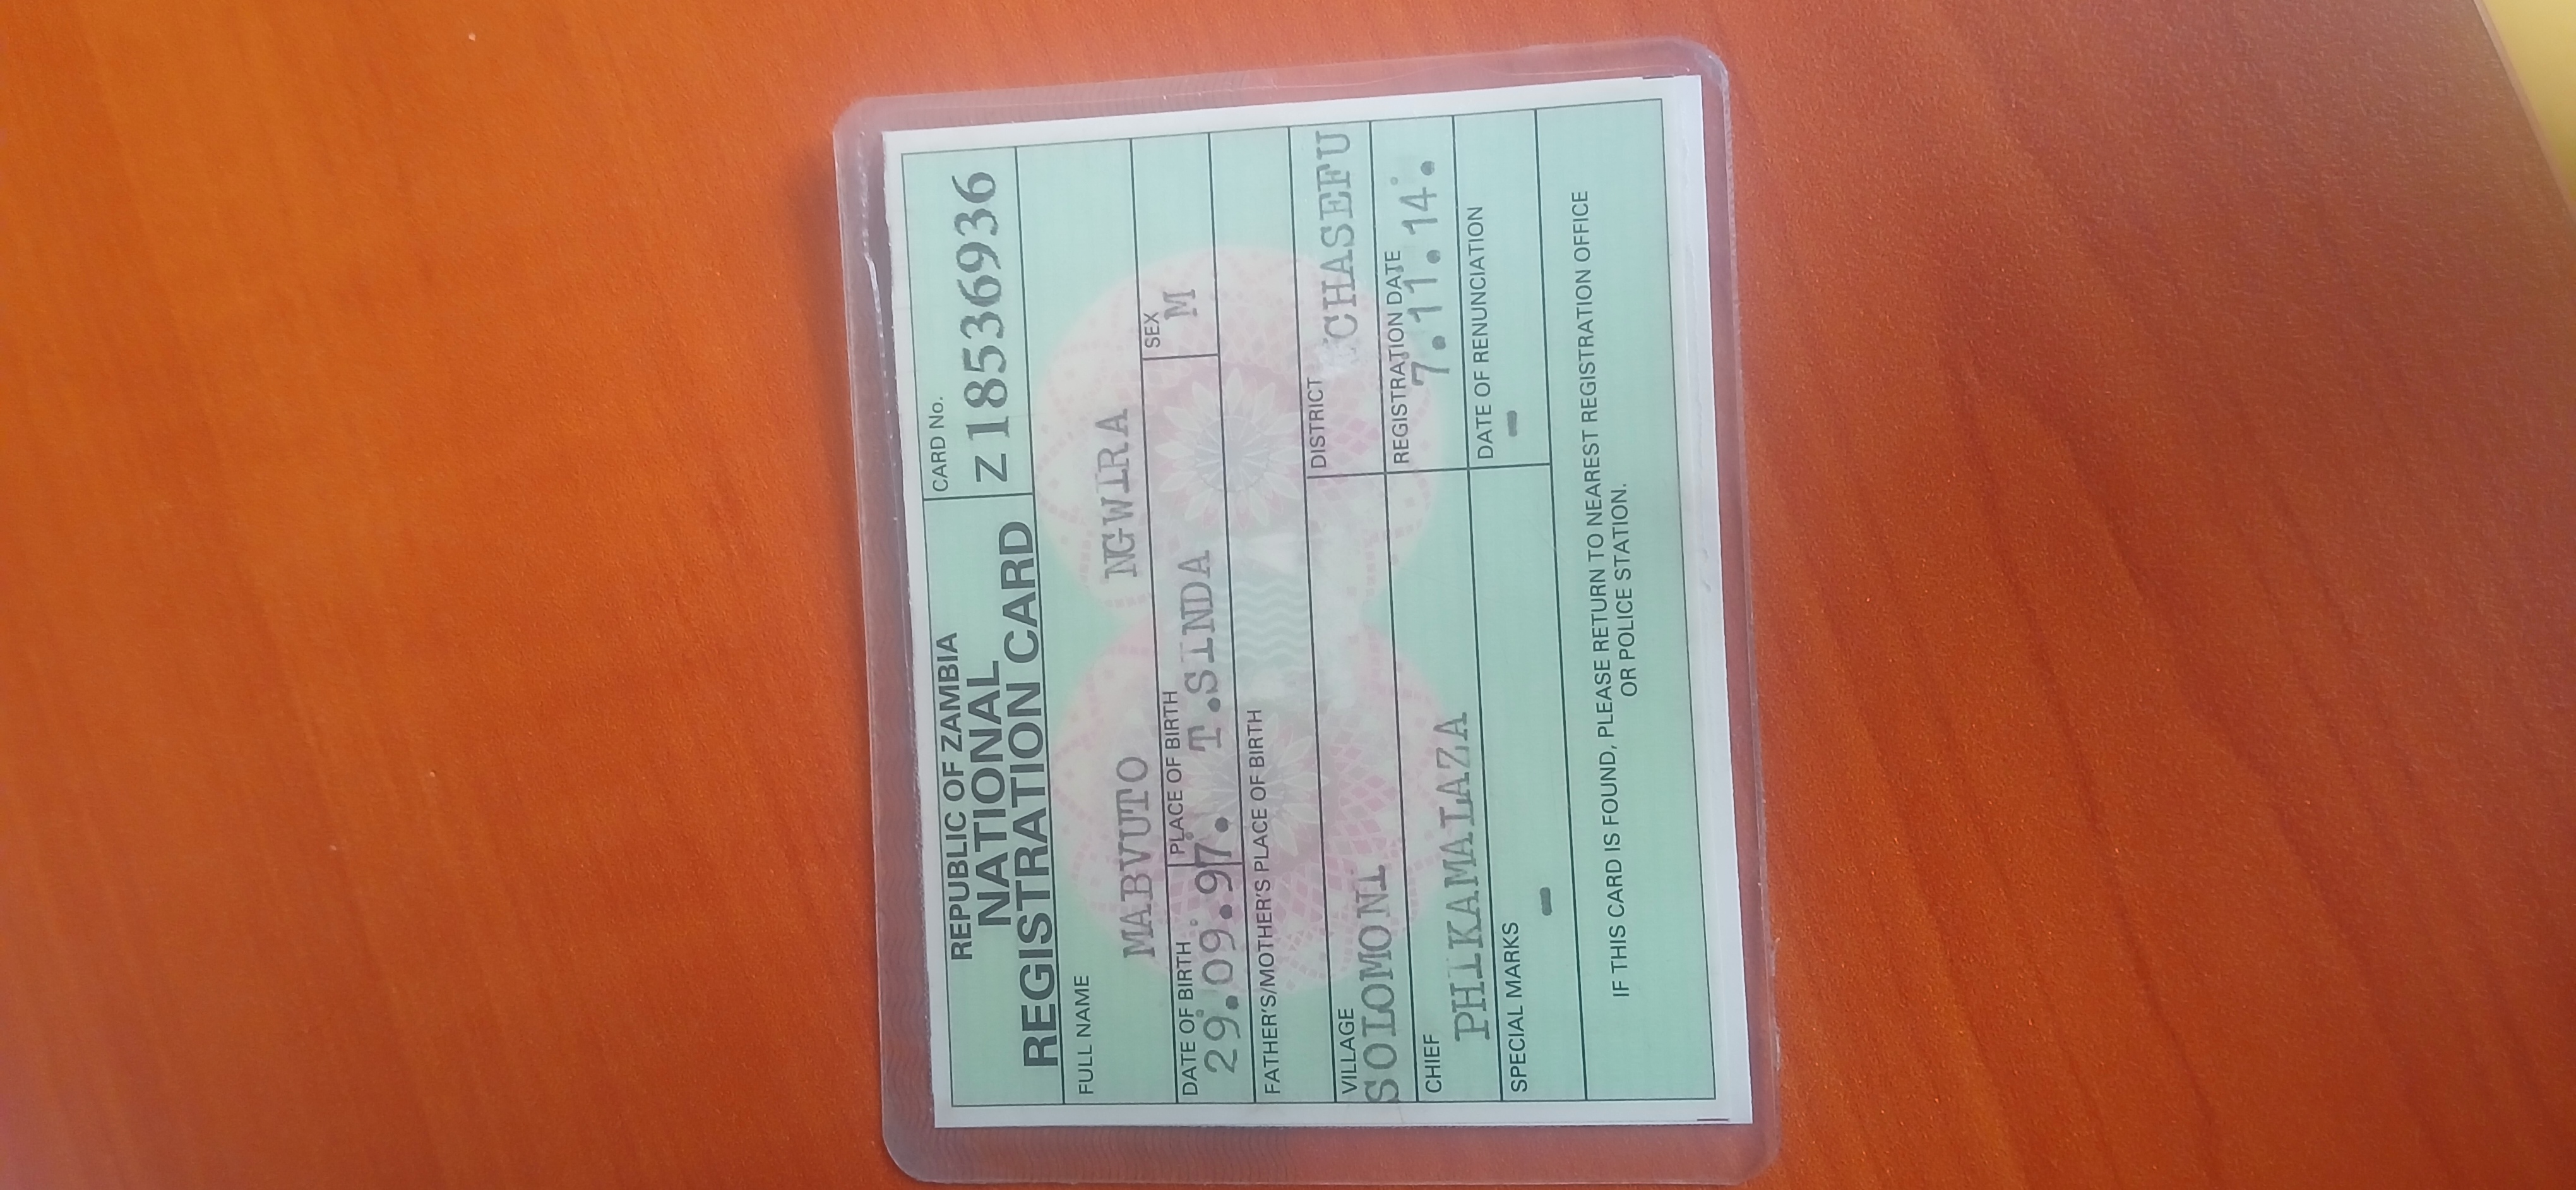 REPUBLIC OF ZAMBIA
NATIONAL
REGISTRATION CARD
CARD No.
Z 18536936
FULL NAME
MABVUTO NGWIRA
DATE OF BIRTH PLACE OF BIRTH SEX
29.09.97. T.SINDA M
FATHER'S/MOTHER'S PLACE OF BIRTH
VILLAGE DISTRICT
SOLOMONI CHASEFU
CHIEF REGISTRATION DATE
PHIKAMALAZA 7.11.14.
SPECIAL MARKS DATE OF RENUNCIATION
- -
IF THIS CARD IS FOUND, PLEASE RETURN TO NEAREST REGISTRATION OFFICE
OR POLICE STATION.